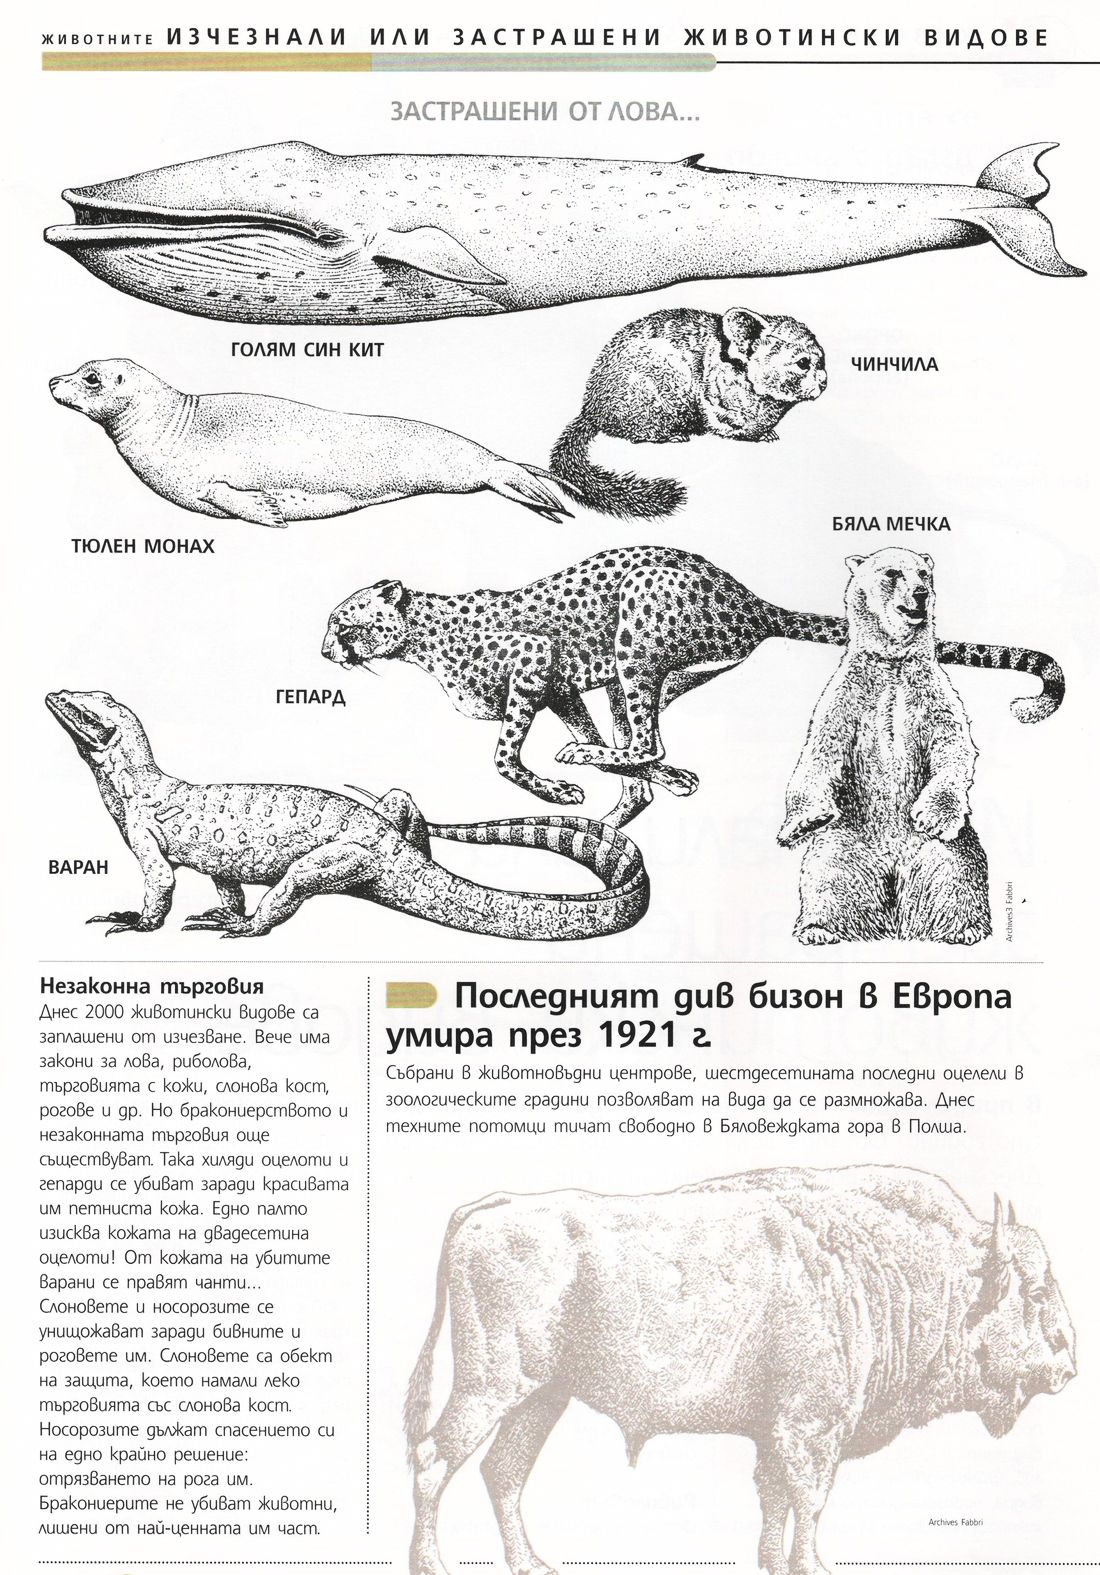 ЖИВОТНИТЕ ИЗЧЕЗНАЛИ ИЛИ ЗАСТРАШЕНИ ЖИВОТИНСКИ ВИДОВЕ
ЗАСТРАШЕНИ ОТ ЛОВА...
ГОЛЯМ СИН КИТ
ЧИНЧИЛА
ТЮЛЕН МОНАХ
БЯЛА МЕЧКА
ГЕПАРД
ВАРАН
Archives3 Fabbri
Незаконна търговия
Днес 2000 животински видове са
заплашени от изчезване. Вече има
закони за лова, риболова,
търговията с кожи, слонова кост,
рогове и др. Но бракониерството и
незаконната търговия още
съществуват. Така хиляди оцелоти и
гепарди се убиват заради красивата
им петниста кожа. Едно палто
изисква кожата на двадесетина
оцелоти! От кожата на убитите
варани се правят чанти...
Слоновете и носорозите се
унищожават заради бивните и
роговете им. Слоновете са обект
на защита, което намали леко
търговията със слонова кост.
Носорозите дължат спасението си
на едно крайно решение:
отрязването на рога им.
Бракониерите не убиват животни,
лишени от най-ценната им част.
Последният див бизон в Европа
умира през 1921 г.
Събрани в животновъдни центрове, шестдесетината последни оцелели в
зоологическите градини позволяват на вида да се размножава. Днес
техните потомци тичат свободно в Бяловеждката гора в Полша.
Archives Fabbri